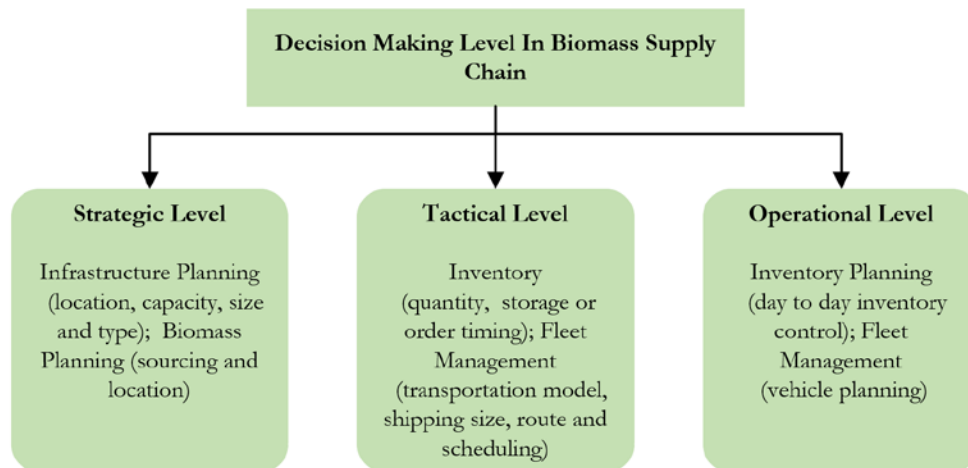 Decision Making Level In Biomass Supply
Chain
Strategic Level
Infrastructure Planning
(location, capacity, size
and type); Biomass
Planning (sourcing and
location)
Tactical Level
Inventory
(quantity, storage or
order timing); Fleet
Management
(transportation model,
shipping size, route and
scheduling)
Operational Level
Inventory Planning
(day to day inventory
control); Fleet
Management
(vehicle planning)